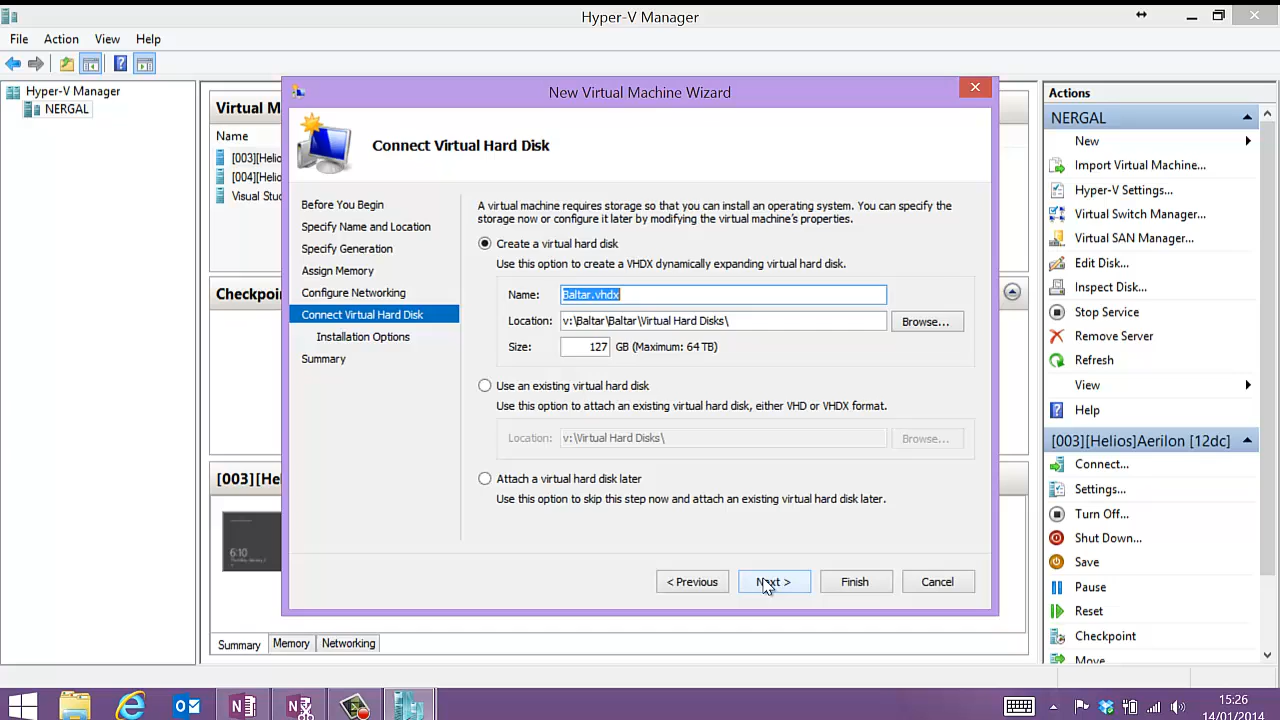 Hyper-V Manager
File Action View Help
Hyper-V Manager
NERGAL
Virtual M
Name
[003][Helio
[004][Helio
Visual Stud
Checkpoin
[003][Hel
6:10
Summary Memory Networking
New Virtual Machine Wizard
Connect Virtual Hard Disk
Before You Begin
Specify Name and Location
Specify Generation
Assign Memory
Configure Networking
Connect Virtual Hard Disk
Installation Options
Summary
A virtual machine requires storage so that you can install an operating system. You can specify the
storage now or configure it later by modifying the virtual machine's properties.
Create a virtual hard disk
Use this option to create a VHDX dynamically expanding virtual hard disk.
Name: Baltar.vhdx
Location: v:\Baltar\Baltar\Virtual Hard Disks\ Browse...
Size: 127 GB (Maximum: 64 TB)
Use an existing virtual hard disk
Use this option to attach an existing virtual hard disk, either VHD or VHDX format.
Location: v:\Virtual Hard Disks\ Browse...
Attach a virtual hard disk later
Use this option to skip this step now and attach an existing virtual hard disk later.
< Previous Next > Finish Cancel
Actions
NERGAL
New
Import Virtual Machine...
Hyper-V Settings...
Virtual Switch Manager...
Virtual SAN Manager...
Edit Disk...
Inspect Disk...
Stop Service
Remove Server
Refresh
View
Help
[003][Helios]Aerilon [12dc]
Connect...
Settings...
Turn Off...
Shut Down...
Save
Pause
Reset
Checkpoint
Move
15:26
14/01/2014